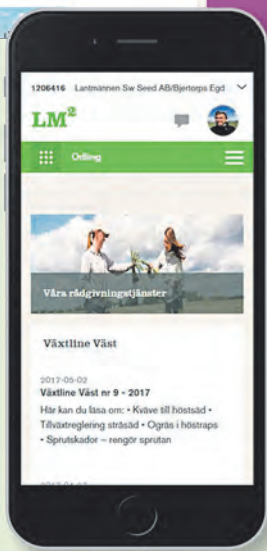 1206416 Lantmännen Sw Seed AB/Bjertorps Egd
LM²
Odling
Våra rådgivningstjänster
Växtline Väst
2017-05-02
Växtline Väst nr 9 - 2017
Här kan du läsa om: • Kväve till höstsäd •
Tillväxtreglering stråsäd • Ogräs i höstraps
• Sprutskador – rengör sprutan